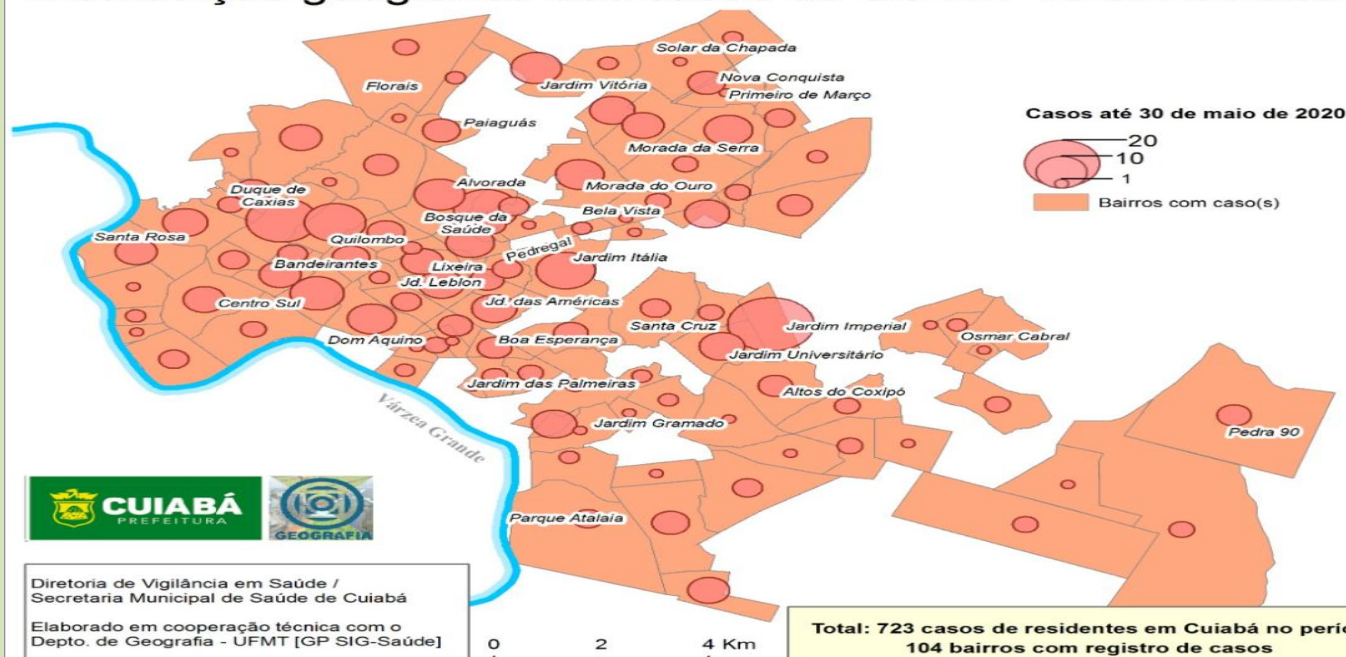 Solar da Chapada
Florais
Jardim Vitória
Nova Conquista
Primeiro de Março
Paiaguás
Casos até 30 de maio de 2020
20
10
1
Bairros com caso(s)
Morada da Serra
Duque de
Caxias
Alvorada
Morada do Ouro
Bosque da
Saúde
Bela Vista
Santa Rosa
Quilombo
Pedregal
Jardim Itália
Bandeirantes
Lixeira
Jd. Leblon
Centro Sul
Jd. das Américas
Santa Cruz
Jardim Imperial
Dom Aquino
Boa Esperança
Osmar Cabral
Jardim Universitário
Jardim das Palmeiras
Altos do Coxipó
Várzea Grande
Jardim Gramado
Pedra 90
CUIABÁ
PREFEITURA
GEOGRAFIA
Parque Atalaia
Diretoria de Vigilância em Saúde /
Secretaria Municipal de Saúde de Cuiabá
Elaborado em cooperação técnica com o
Depto. de Geografia - UFMT [GP SIG-Saúde]
0 2 4 Km
Total: 723 casos de residentes em Cuiabá no perí
104 bairros com registro de casos